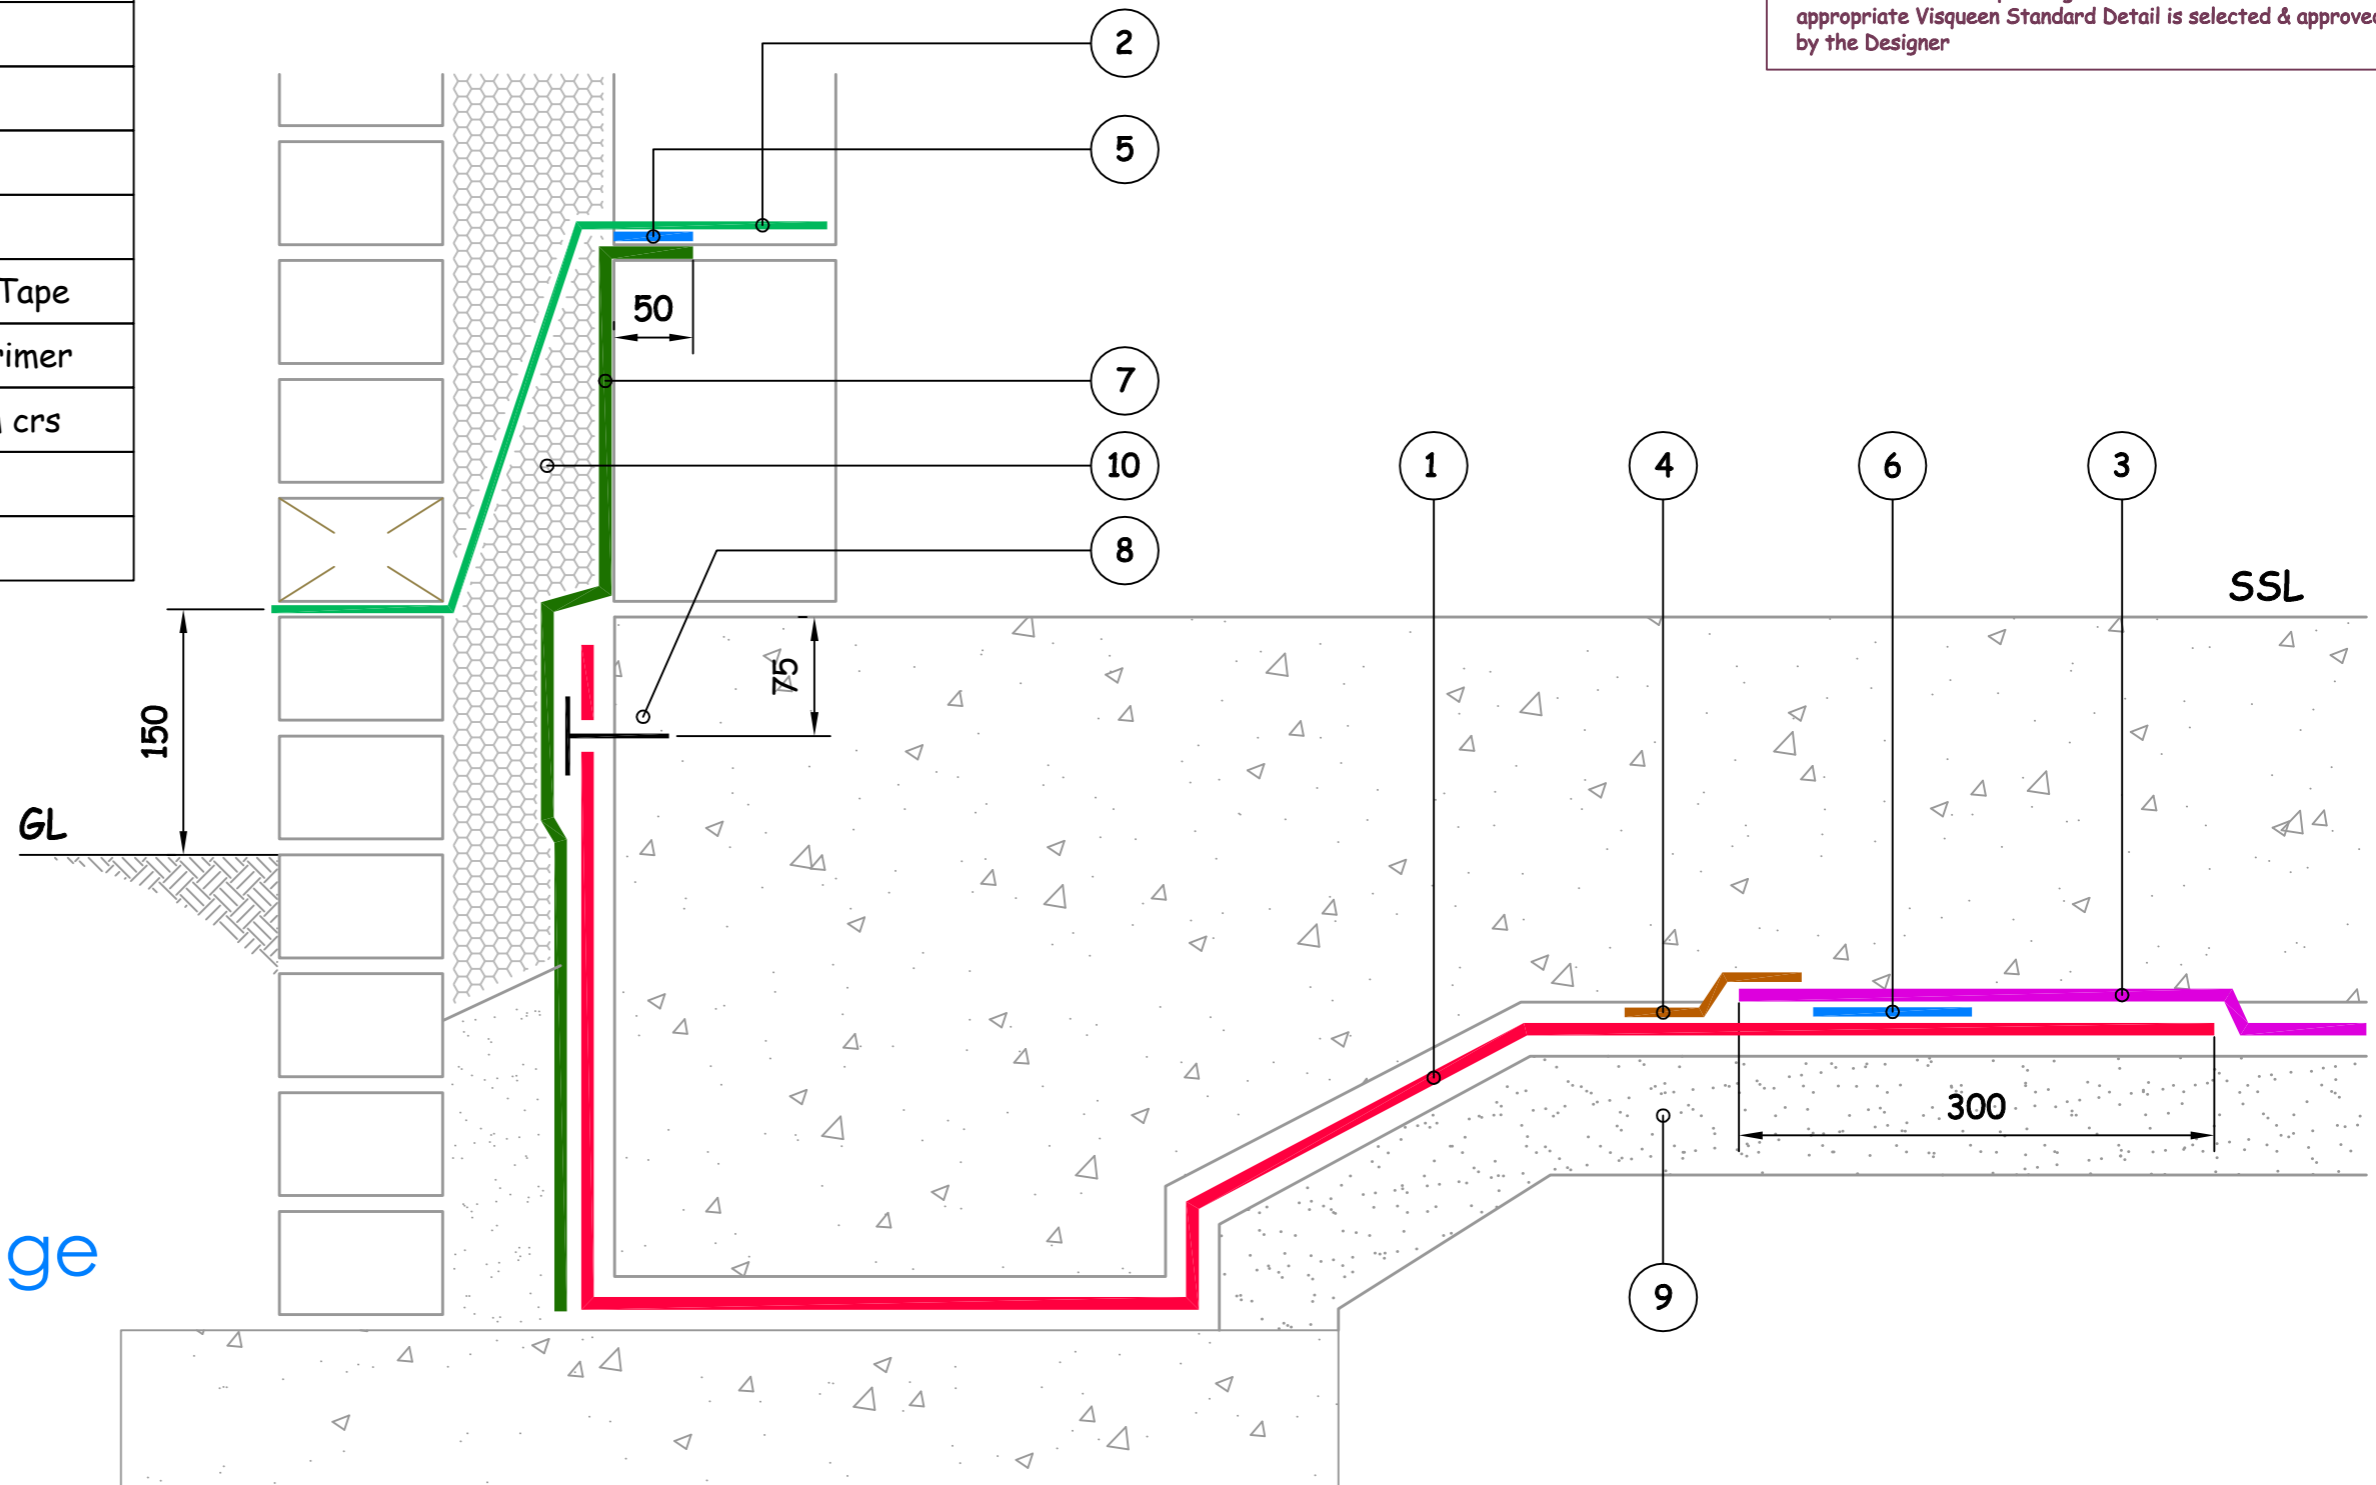 appropriate Visqueen Standard Detail is selected & approved
by the Designer
2
5
Tape
50
rimer
7
crs
10
1
4
6
3
8
SSL
75
150
GL
300
ge
9